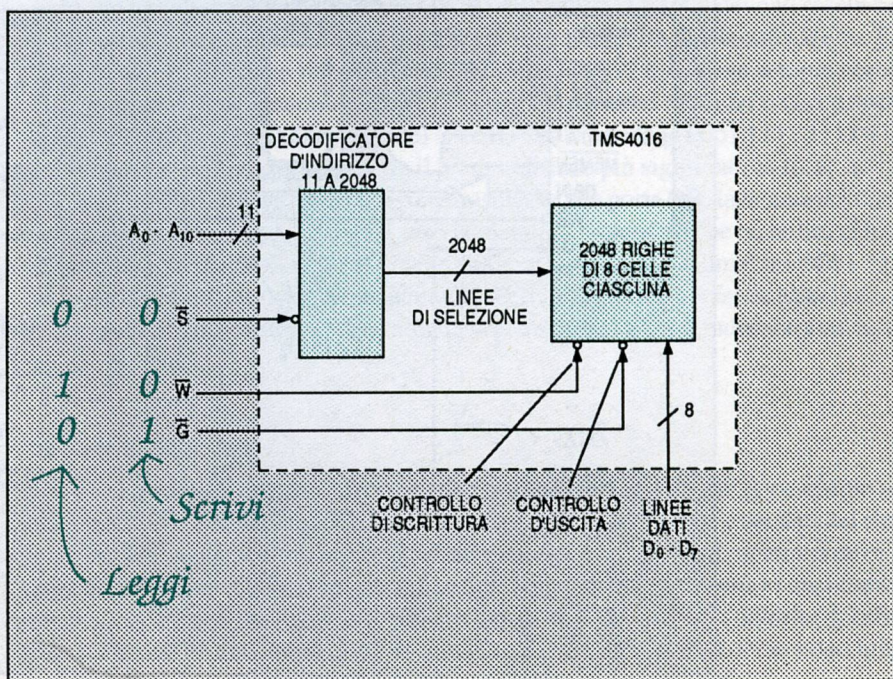 DECODIFICATORE
D'INDIRIZZO
11 A 2048
TMS4016
A₀ - A₁₀
11
2048
LINEE
DI SELEZIONE
2048 RIGHE
DI 8 CELLE
CIASCUNA
0 0 S̅
1 0 W̅
0 1 G̅
8
Scrivi
Leggi
CONTROLLO
DI SCRITTURA
CONTROLLO
D'USCITA
LINEE
DATI
D₀ - D₇